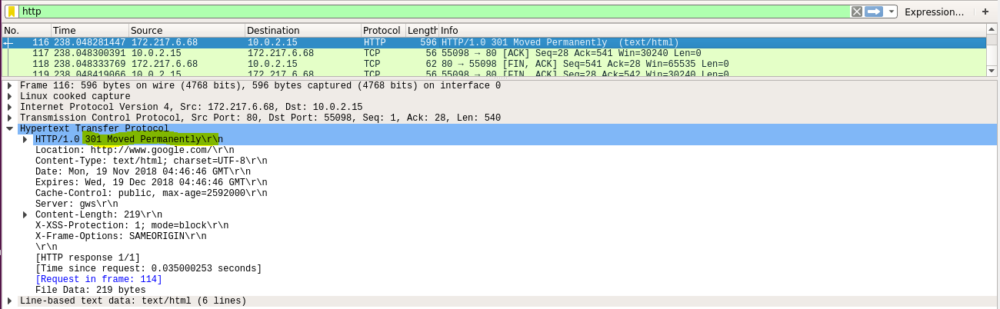 http Expression... +
No. Time Source Destination Protocol Length Info
116 238.048281447 172.217.6.68 10.0.2.15 HTTP 596 HTTP/1.0 301 Moved Permanently (text/html)
117 238.048300391 10.0.2.15 172.217.6.68 TCP 56 55098 → 80 [ACK] Seq=28 Ack=541 Win=30240 Len=0
118 238.048333769 172.217.6.68 10.0.2.15 TCP 62 80 → 55098 [FIN, ACK] Seq=541 Ack=28 Win=65535 Len=0
119 238.048419066 10.0.2.15 172.217.6.68 TCP 56 55098 → 80 [FIN, ACK] Seq=28 Ack=542 Win=30240 Len=0
Frame 116: 596 bytes on wire (4768 bits), 596 bytes captured (4768 bits) on interface 0
Linux cooked capture
Internet Protocol Version 4, Src: 172.217.6.68, Dst: 10.0.2.15
Transmission Control Protocol, Src Port: 80, Dst Port: 55098, Seq: 1, Ack: 28, Len: 540
Hypertext Transfer Protocol
HTTP/1.0 301 Moved Permanently\r\n
Location: http://www.google.com/\r\n
Content-Type: text/html; charset=UTF-8\r\n
Date: Mon, 19 Nov 2018 04:46:46 GMT\r\n
Expires: Wed, 19 Dec 2018 04:46:46 GMT\r\n
Cache-Control: public, max-age=2592000\r\n
Server: gws\r\n
Content-Length: 219\r\n
X-XSS-Protection: 1; mode=block\r\n
X-Frame-Options: SAMEORIGIN\r\n
\r\n
[HTTP response 1/1]
[Time since request: 0.035000253 seconds]
[Request in frame: 114]
File Data: 219 bytes
Line-based text data: text/html (6 lines)